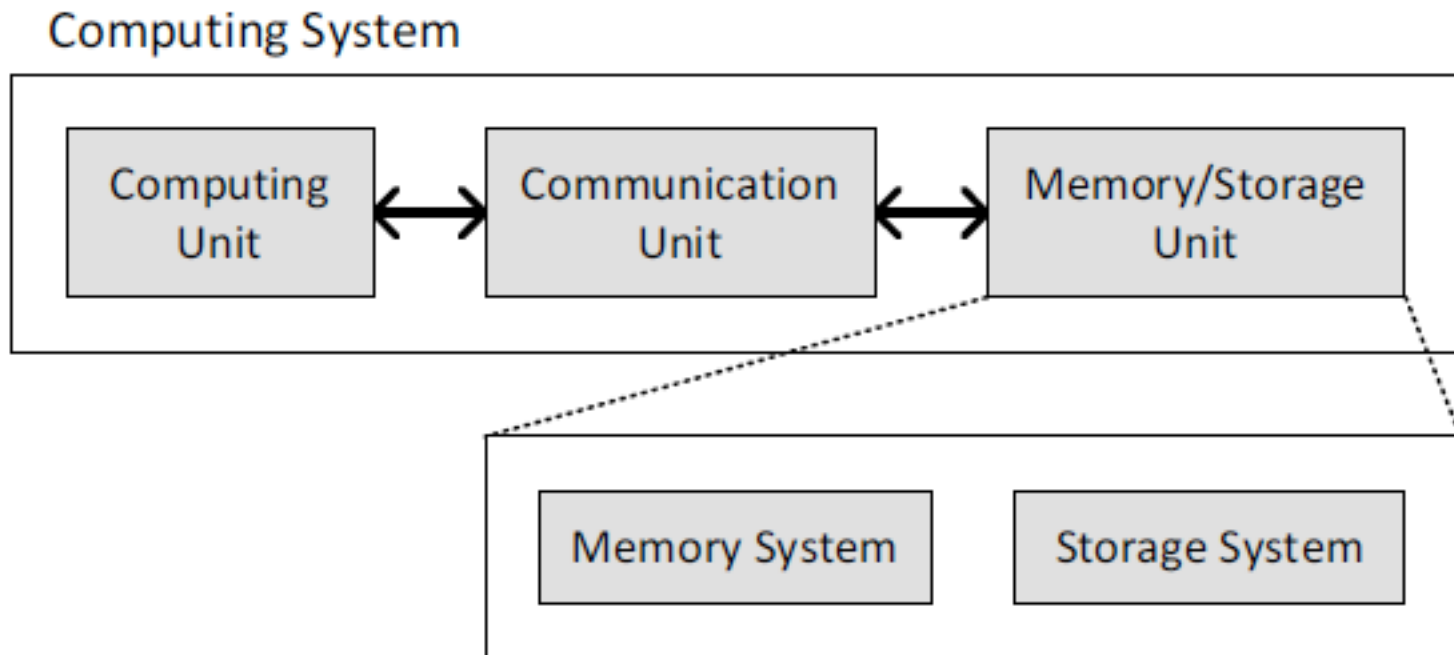 Computing System
Computing
Unit
Communication
Unit
Memory/Storage
Unit
Memory System
Storage System